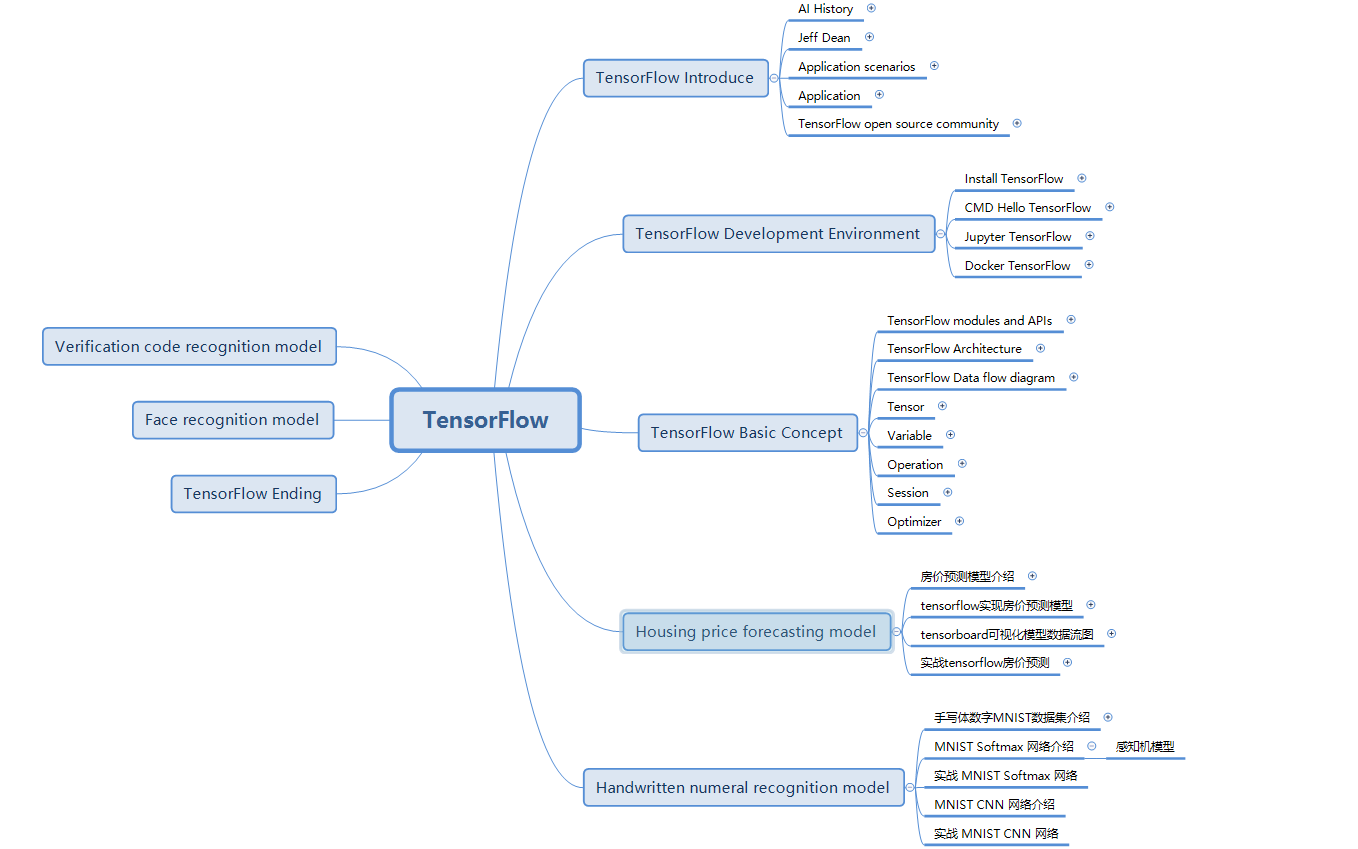 TensorFlow
TensorFlow Introduce
AI History
Jeff Dean
Application scenarios
Application
TensorFlow open source community
TensorFlow Development Environment
Install TensorFlow
CMD Hello TensorFlow
Jupyter TensorFlow
Docker TensorFlow
TensorFlow Basic Concept
TensorFlow modules and APIs
TensorFlow Architecture
TensorFlow Data flow diagram
Tensor
Variable
Operation
Session
Optimizer
Housing price forecasting model
房价预测模型介绍
tensorflow实现房价预测模型
tensorboard可视化模型数据流图
实战tensorflow房价预测
Handwritten numeral recognition model
手写体数字MNIST数据集介绍
MNIST Softmax 网络介绍
感知机模型
实战 MNIST Softmax 网络
MNIST CNN 网络介绍
实战 MNIST CNN 网络
Verification code recognition model
Face recognition model
TensorFlow Ending